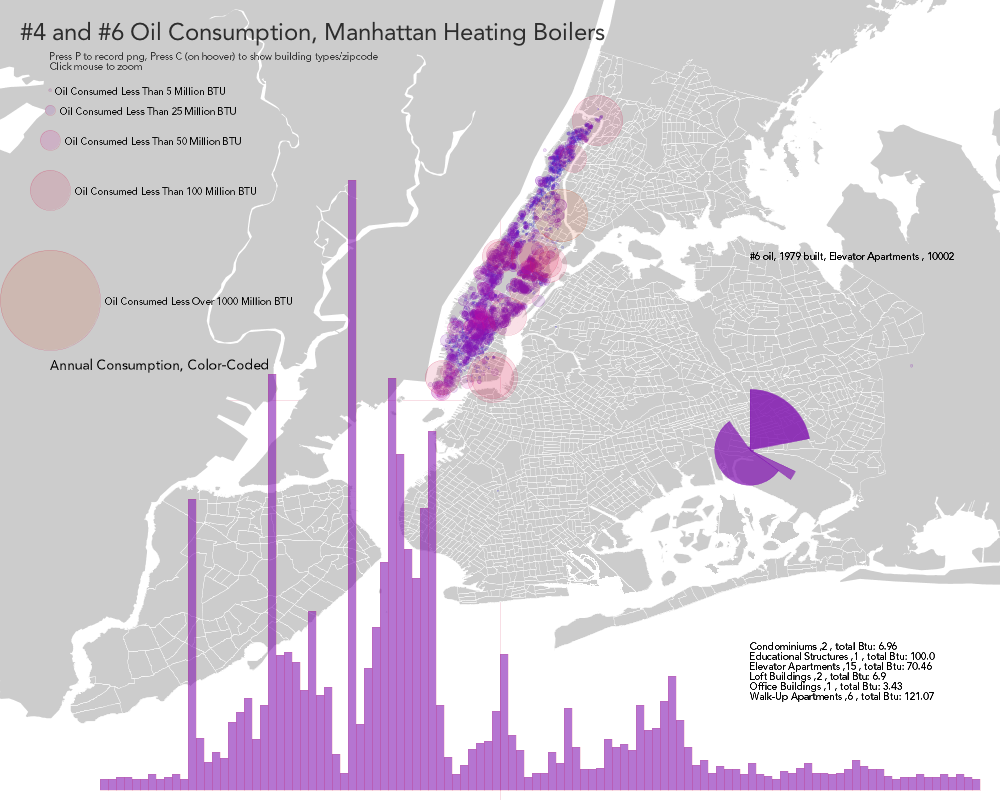 #4 and #6 Oil Consumption, Manhattan Heating Boilers
Press P to record png, Press C (on hoover) to show building types/zipcode
Click mouse to zoom
Oil Consumed Less Than 5 Million BTU
Oil Consumed Less Than 25 Million BTU
Oil Consumed Less Than 50 Million BTU
Oil Consumed Less Than 100 Million BTU
#6 oil, 1979 built, Elevator Apartments , 10002
Oil Consumed Less Over 1000 Million BTU
Annual Consumption, Color-Coded
Condominiums ,2 , total Btu: 6.96
Educational Structures ,1 , total Btu: 100.0
Elevator Apartments ,15 , total Btu: 70.46
Loft Buildings ,2 , total Btu: 6.9
Office Buildings ,1 , total Btu: 3.43
Walk-Up Apartments ,6 , total Btu: 121.07